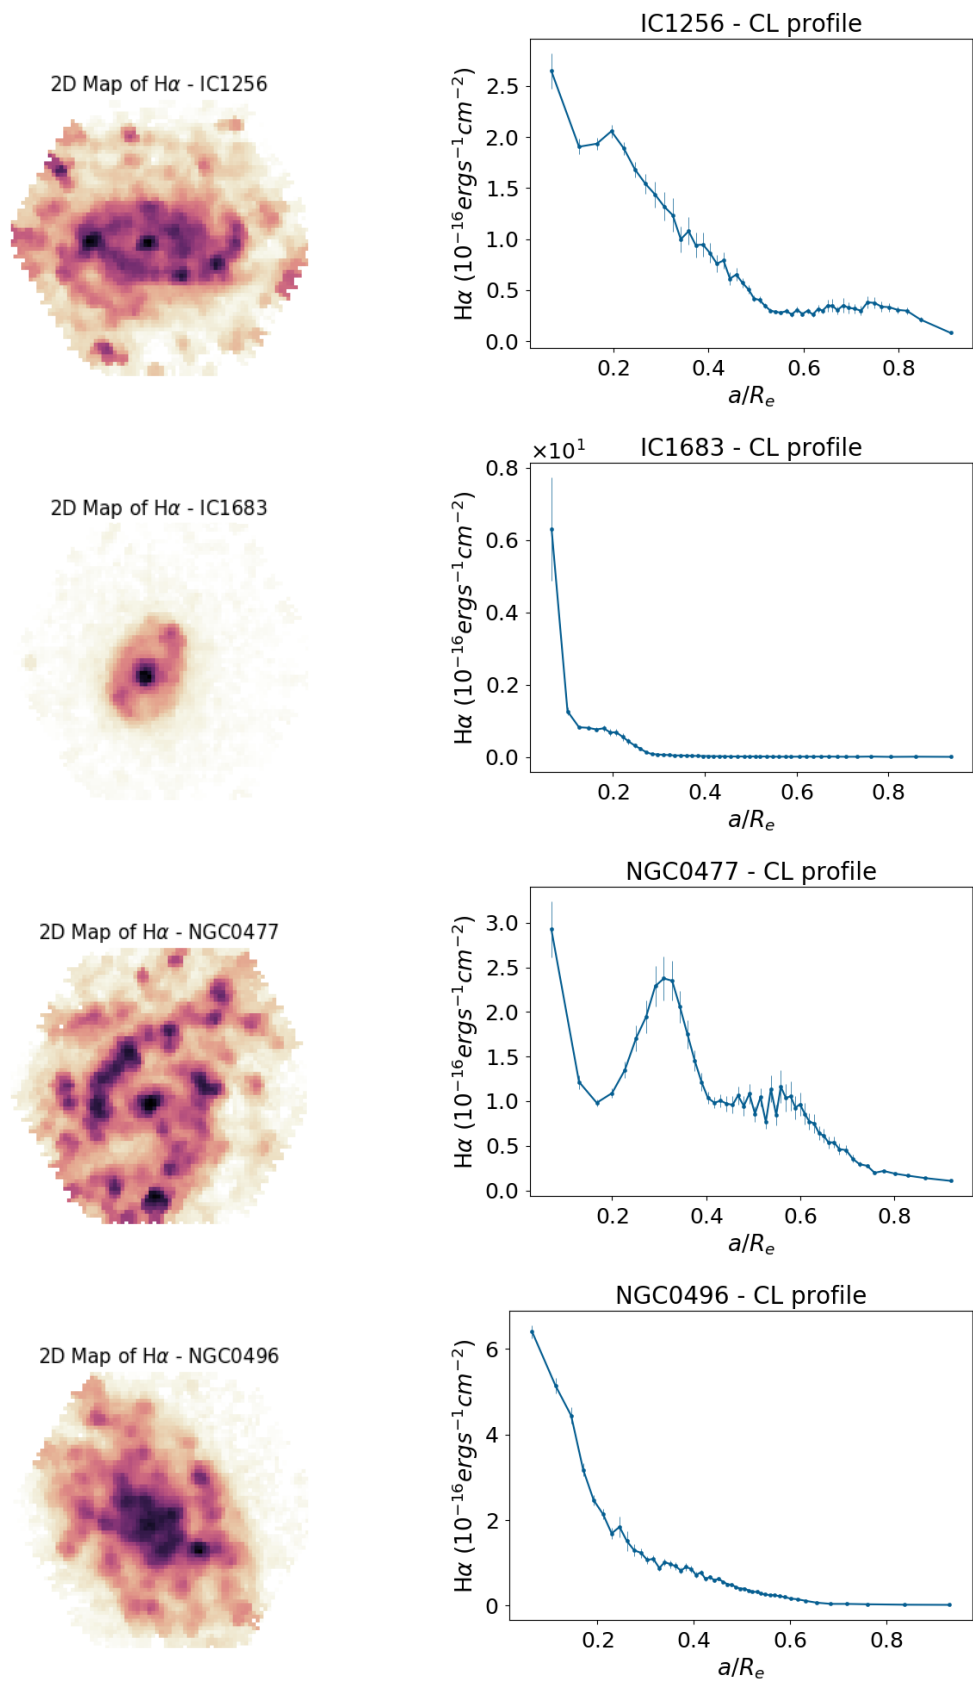 IC1256 - CL profile
2D Map of Hα - IC1256
2.5
2.0
1.5
1.0
0.5
0.0
Hα (10⁻¹⁶ergs⁻¹cm⁻²)
0.2 0.4 0.6 0.8
a/Rₑ
×10¹
IC1683 - CL profile
2D Map of Hα - IC1683
0.8
0.6
0.4
0.2
0.0
Hα (10⁻¹⁶ergs⁻¹cm⁻²)
0.2 0.4 0.6 0.8
a/Rₑ
NGC0477 - CL profile
2D Map of Hα - NGC0477
3.0
2.5
2.0
1.5
1.0
0.5
0.0
Hα (10⁻¹⁶ergs⁻¹cm⁻²)
0.2 0.4 0.6 0.8
a/Rₑ
NGC0496 - CL profile
2D Map of Hα - NGC0496
6
4
2
0
Hα (10⁻¹⁶ergs⁻¹cm⁻²)
0.2 0.4 0.6 0.8
a/Rₑ